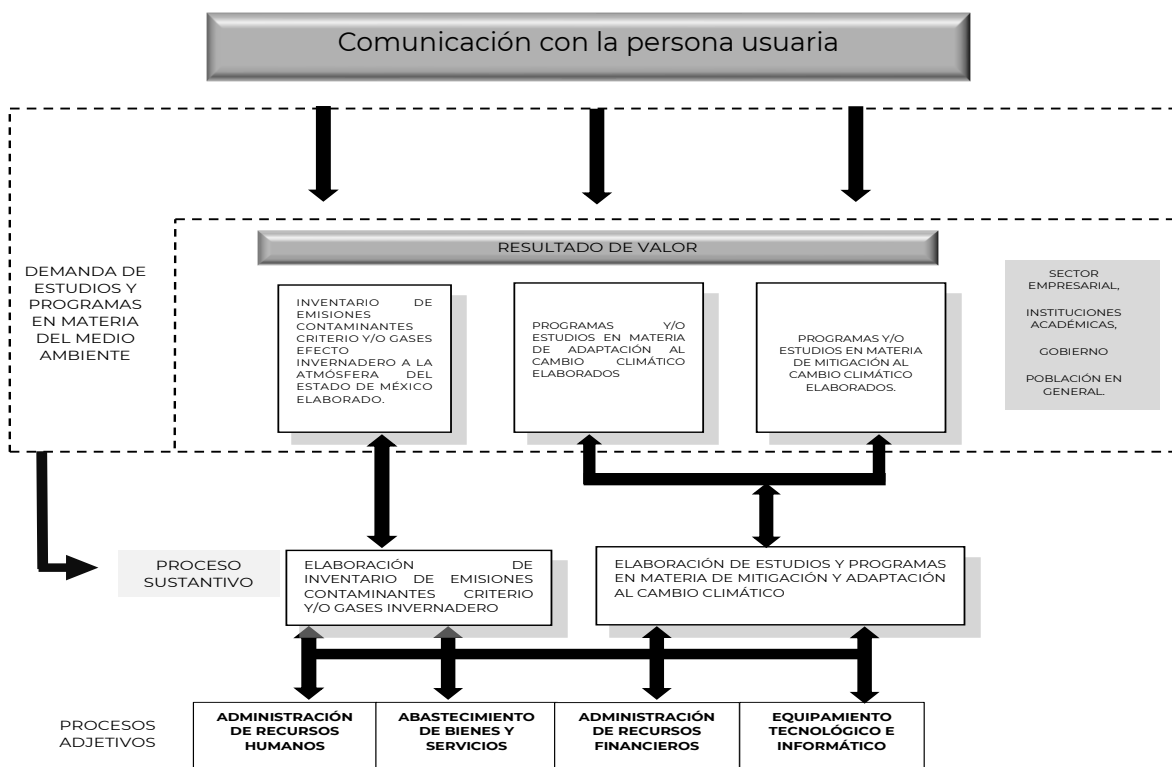 Comunicación con la persona usuaria
RESULTADO DE VALOR
DEMANDA DE
ESTUDIOS Y
PROGRAMAS
EN MATERIA
DEL MEDIO
AMBIENTE
INVENTARIO DE
EMISIONES
CONTAMINANTES
CRITERIO Y/O GASES
EFECTO
INVERNADERO A LA
ATMÓSFERA DEL
ESTADO DE MÉXICO
ELABORADO.
PROGRAMAS Y/O
ESTUDIOS EN MATERIA
DE ADAPTACIÓN AL
CAMBIO CLIMÁTICO
ELABORADOS
PROGRAMAS Y/O
ESTUDIOS EN MATERIA
DE MITIGACIÓN AL
CAMBIO CLIMÁTICO
ELABORADOS.
SECTOR
EMPRESARIAL,
INSTITUCIONES
ACADÉMICAS,
GOBIERNO
POBLACIÓN EN
GENERAL.
PROCESO
SUSTANTIVO
ELABORACIÓN DE
INVENTARIO DE EMISIONES
CONTAMINANTES CRITERIO
Y/O GASES INVERNADERO
ELABORACIÓN DE ESTUDIOS Y PROGRAMAS
EN MATERIA DE MITIGACIÓN Y ADAPTACIÓN
AL CAMBIO CLIMÁTICO
PROCESOS
ADJETIVOS
ADMINISTRACIÓN
DE RECURSOS
HUMANOS
ABASTECIMIENTO
DE BIENES Y
SERVICIOS
ADMINISTRACIÓN
DE RECURSOS
FINANCIEROS
EQUIPAMIENTO
TECNOLÓGICO E
INFORMÁTICO